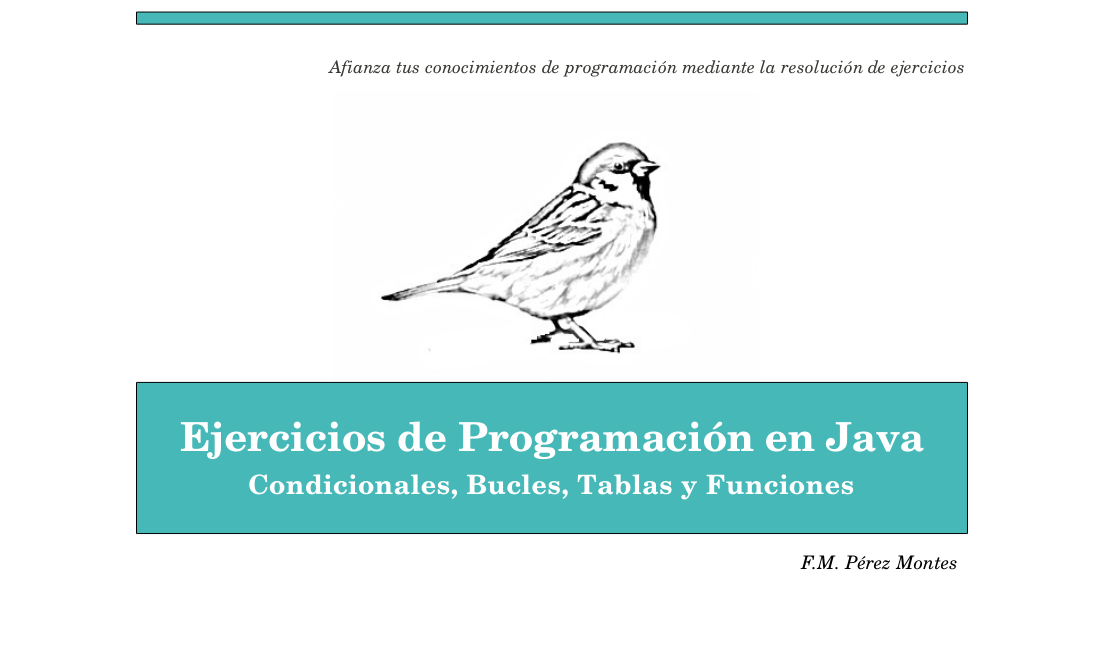 Afianza tus conocimientos de programación mediante la resolución de ejercicios
Ejercicios de Programación en Java
Condicionales, Bucles, Tablas y Funciones
F.M. Pérez Montes